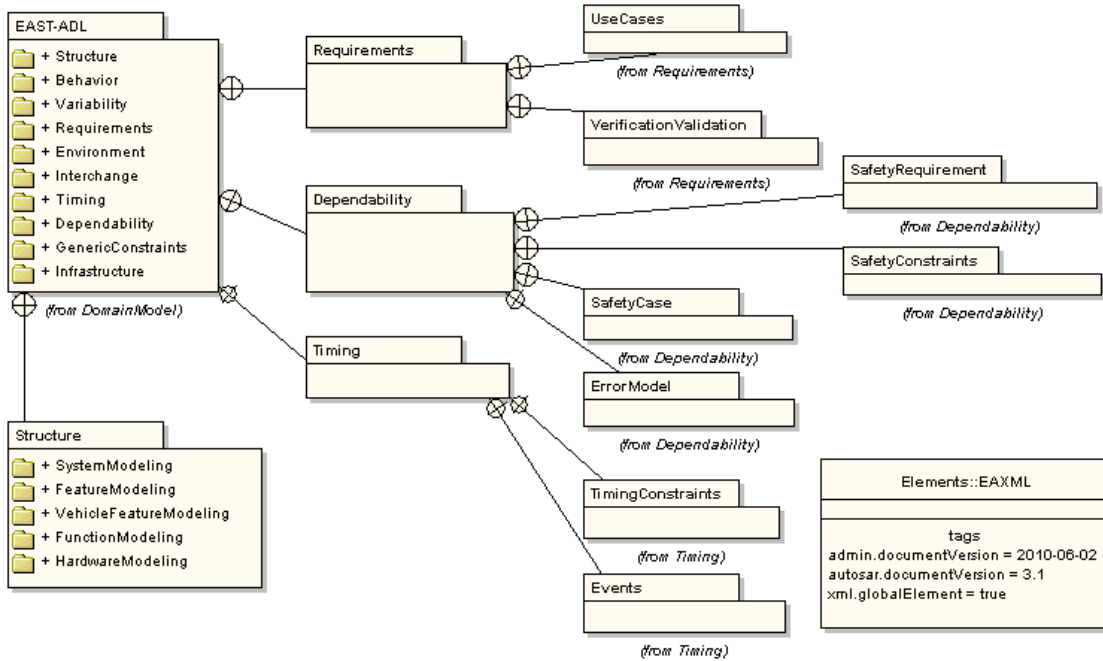 EAST-ADL
+ Structure
+ Behavior
+ Variability
+ Requirements
+ Environment
+ Interchange
+ Timing
+ Dependability
+ GenericConstraints
+ Infrastructure
(from DomainModel)
Structure
+ SystemModeling
+ FeatureModeling
+ VehicleFeatureModeling
+ FunctionModeling
+ HardwareModeling
Requirements
Dependability
Timing
UseCases
(from Requirements)
VerificationValidation
(from Requirements)
SafetyRequirement
(from Dependability)
SafetyConstraints
(from Dependability)
SafetyCase
(from Dependability)
ErrorModel
(from Dependability)
TimingConstraints
(from Timing)
Events
(from Timing)
Elements::EAXML
tags
admin.documentVersion = 2010-06-02
autosar.documentVersion = 3.1
xml.globalElement = true